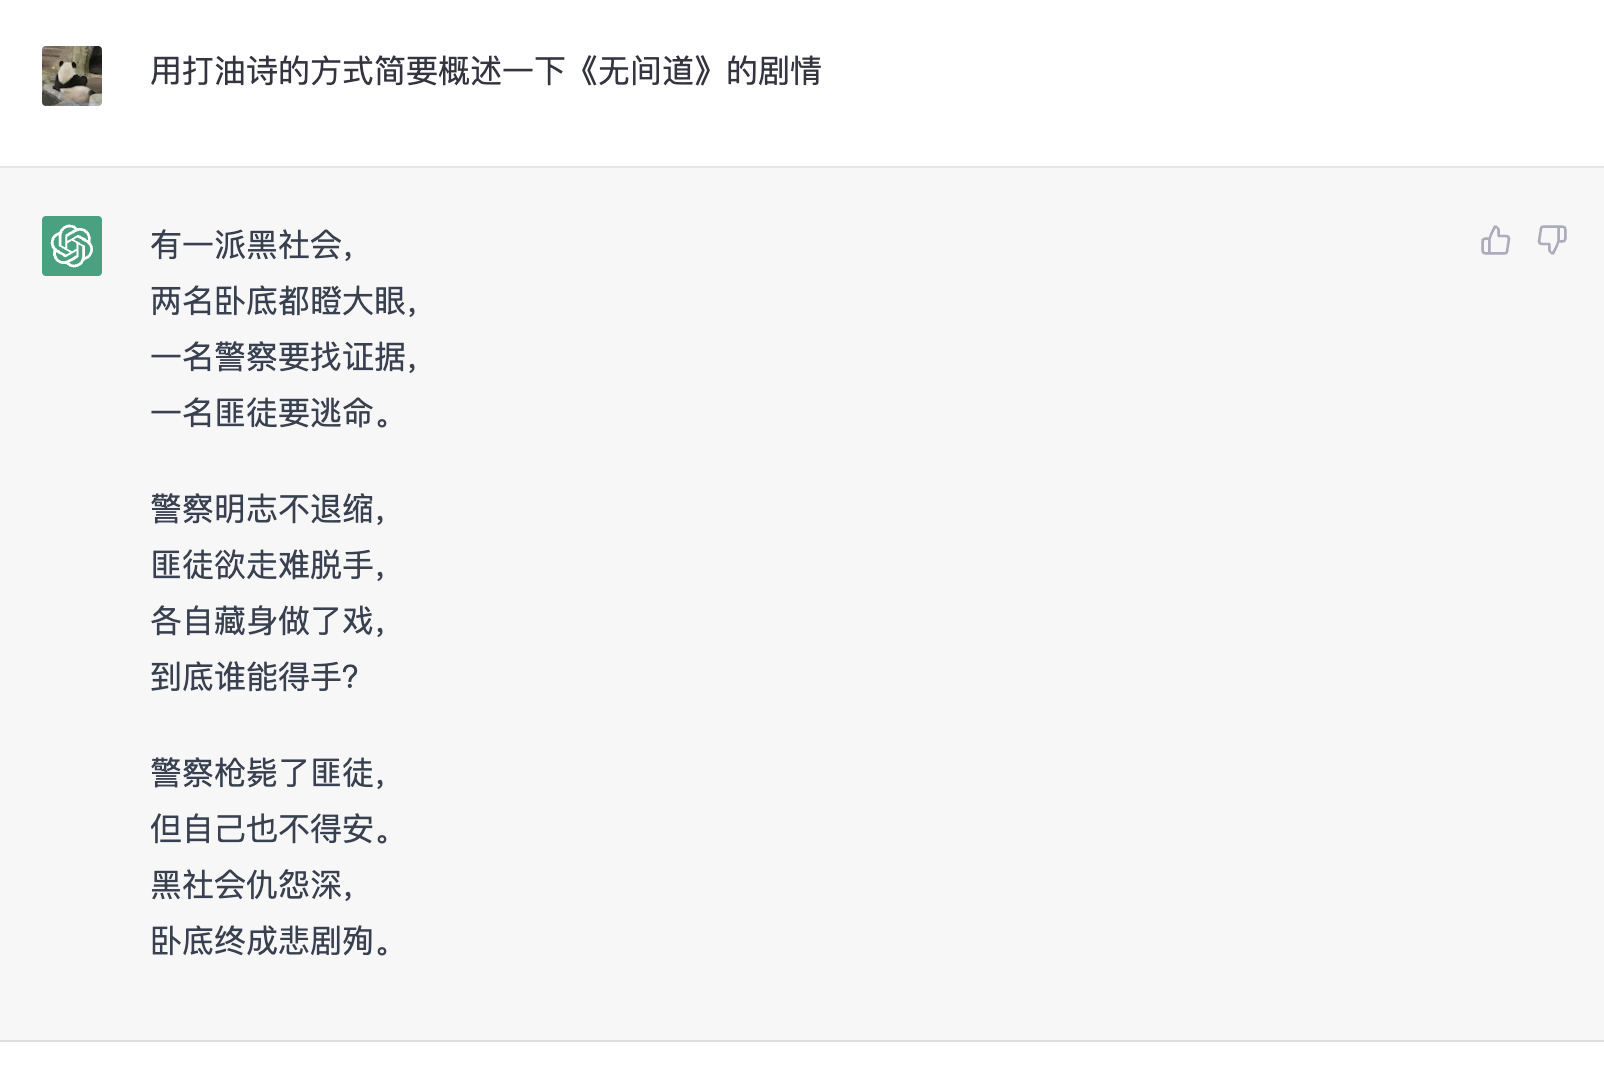 用打油诗的方式简要概述一下《无间道》的剧情
有一派黑社会，
两名卧底都瞪大眼，
一名警察要找证据，
一名匪徒要逃命。
警察明志不退缩，
匪徒欲走难脱手，
各自藏身做了戏，
到底谁能得手？
警察枪毙了匪徒，
但自己也不得安。
黑社会仇怨深，
卧底终成悲剧殉。